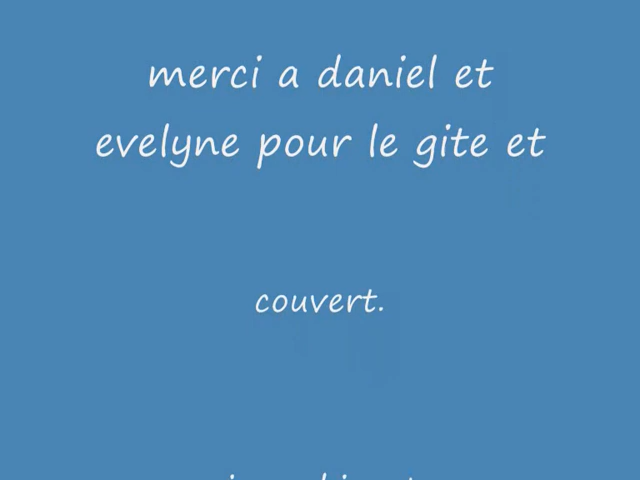 merci a daniel et
evelyne pour le gite et
couvert.